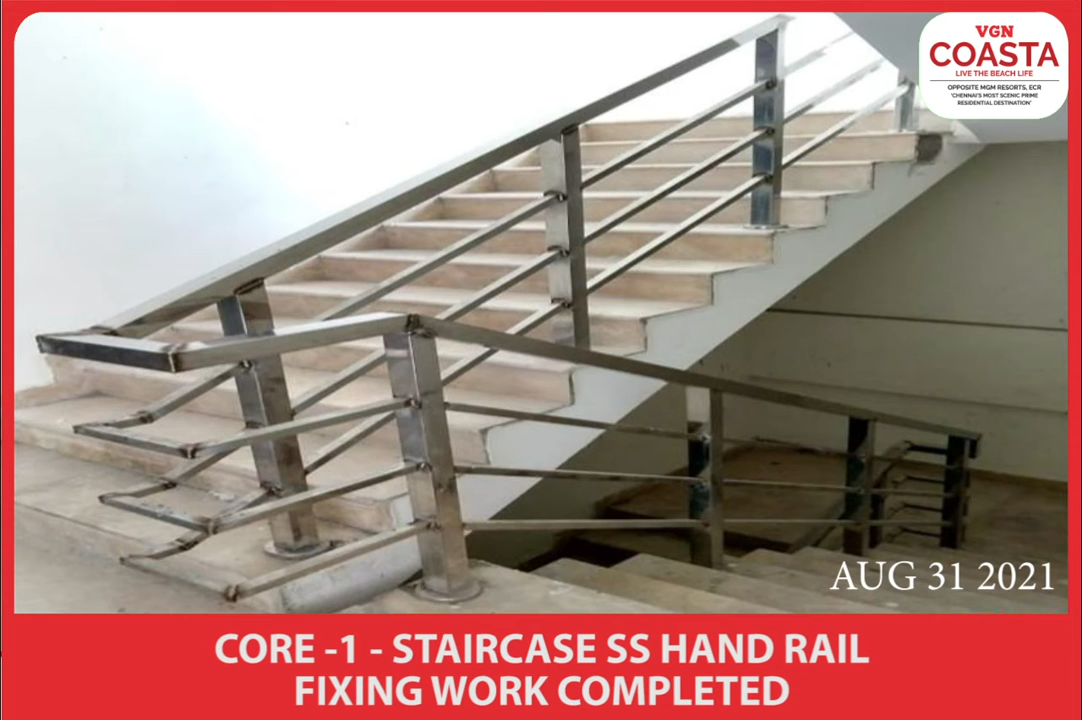 VGN
COASTA
LIVE THE BEACH LIFE
OPPOSITE MGM RESORTS, ECR
'CHENNAI'S MOST SCENIC PRIME
RESIDENTIAL DESTINATION'
AUG 31 2021
CORE -1 - STAIRCASE SS HAND RAIL
FIXING WORK COMPLETED